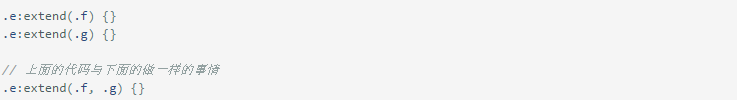 .e:extend(.f) {}
.e:extend(.g) {}
// 上面的代码与下面的做一样的事情
.e:extend(.f, .g) {}